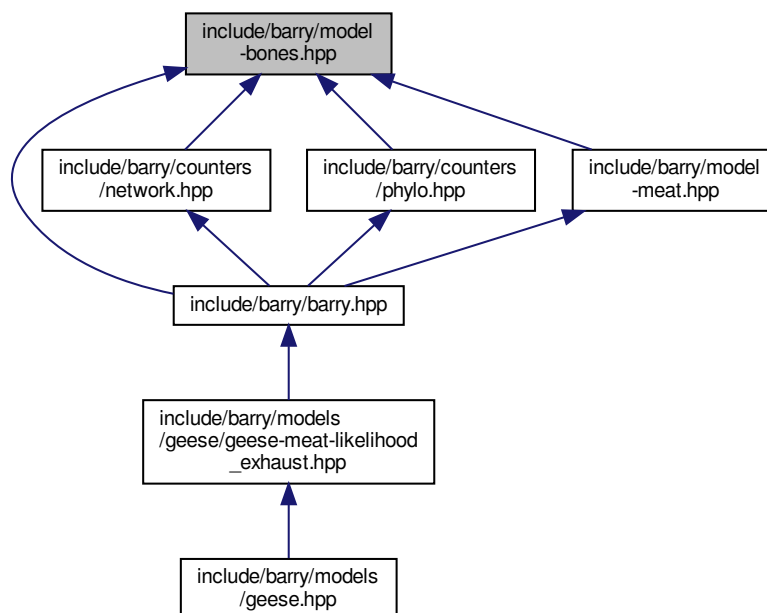 include/barry/model
-bones.hpp
include/barry/counters
/network.hpp
include/barry/counters
/phylo.hpp
include/barry/model
-meat.hpp
include/barry/barry.hpp
include/barry/models
/geese/geese-meat-likelihood
_exhaust.hpp
include/barry/models
/geese.hpp